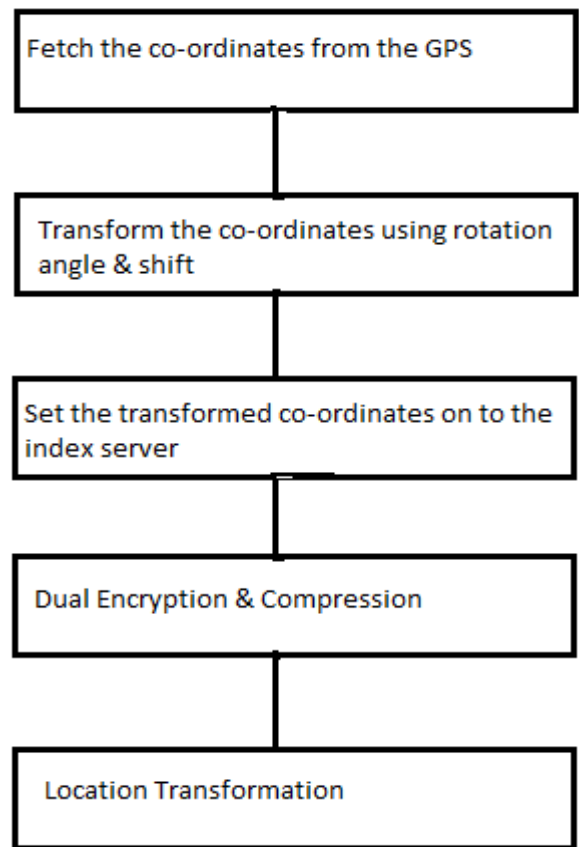 Fetch the co-ordinates from the GPS
Transform the co-ordinates using rotation
angle & shift
Set the transformed co-ordinates on to the
index server
Dual Encryption & Compression
Location Transformation